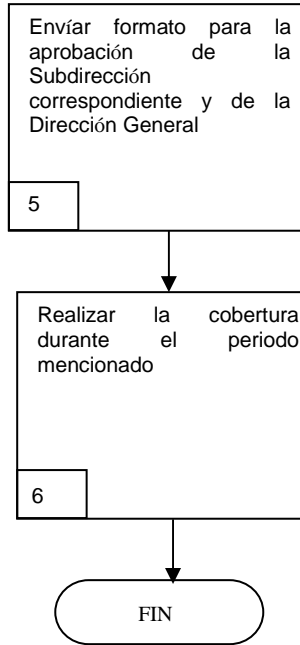 Envíar formato para la
aprobación de la
Subdirección
correspondiente y de la
Dirección General
5
Realizar la cobertura
durante el periodo
mencionado
6
FIN